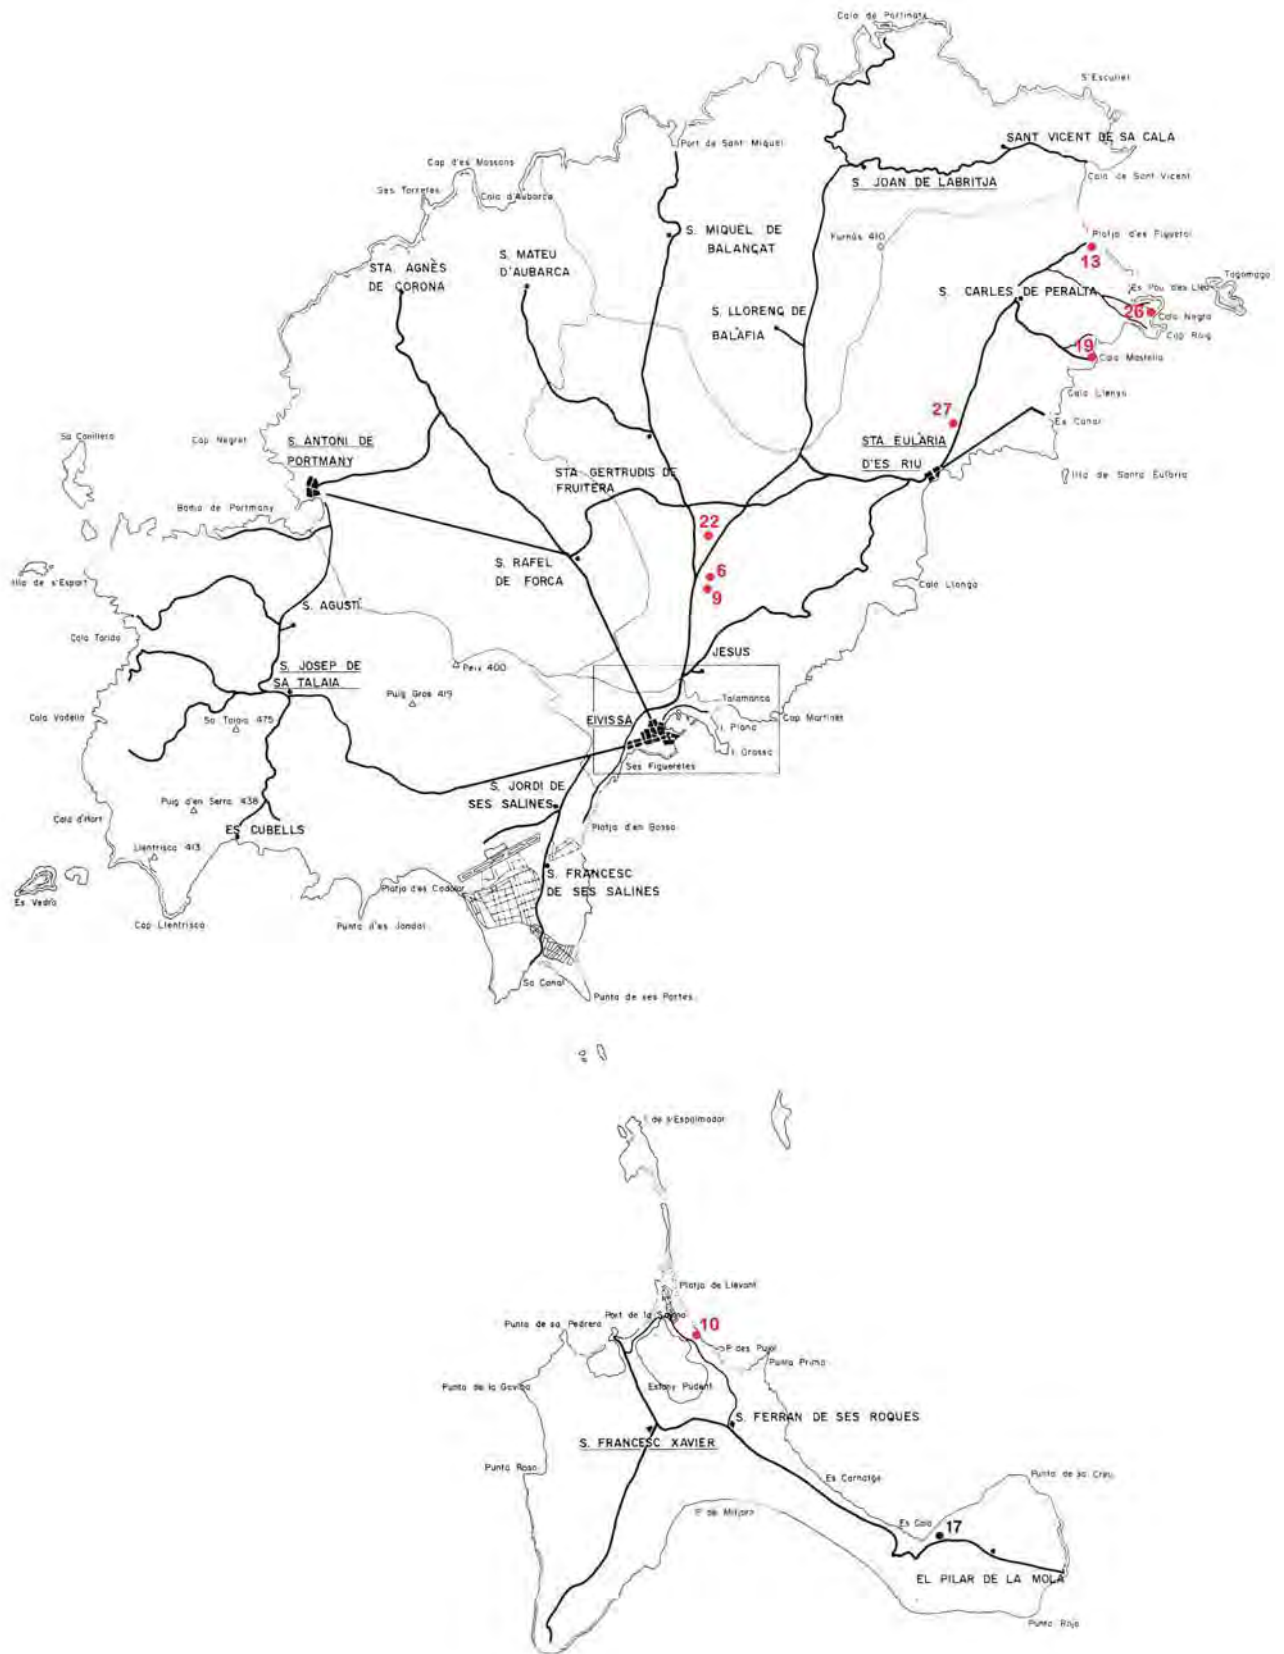 Cala de Portinatx
S'Escullet
Port de Sant Miquel
SANT VICENT DE SA CALA
Cap d'es Mossons
S. JOAN DE LABRITJA
Cala de Sant Vicent
Ses Torretes
Cala d'Aubarca
S. MIQUEL DE
BALANÇAT
Furnàs 410
Platja d'es Figueral
13
S. MATEU
D'AUBARCA
STA. AGNÈS
DE CORONA
Tagomago
S. CARLES DE PERALTA
Es Pou des Lleó
26
Cala Negra
Cap Roig
S. LLORENÇ DE
BALÀFIA
19
Cala Mastella
Cala Llenya
27
Es Canar
Sa Conillera
Cap Negret
S. ANTONI DE
PORTMANY
STA EULÀRIA
D'ES RIU
Illa de Santa Eulària
STA GERTRUDIS DE
FRUITERA
Badia de Portmany
22
S. RAFEL
DE FORCA
6
9
Illa de s'Espart
Cala Llonga
S. AGUSTÍ
Cala Tarida
JESUS
S. JOSEP DE
SA TALAIA
Peix 400
Puig Gros 419
Talamanca
Cala Vadella
Sa Talaia 475
EIVISSA
I. Plana
Cap Martinet
I. Grossa
Ses Figueretes
S. JORDI DE
SES SALINES
Puig d'en Serra 438
Cala d'Hort
ES CUBELLS
Platja d'en Bossa
Llentrisca 413
S. FRANCESC
DE SES SALINES
Platja d'es Codolar
Es Vedrà
Cap Llentrisca
Punta d'es Jondal
Sa Canal
Punta de ses Portes
I. de s'Espalmador
Platja de Llevant
Port de la Savina
Punta de sa Pedrera
10
P. des Pujol
Punta Prima
Punta de la Gavina
Estany Pudent
S. FERRAN DE SES ROQUES
S. FRANCESC XAVIER
Punta Rasa
Es Carnatge
Punta de sa Creu
Pl de Mitjorn
Es Caló
17
EL PILAR DE LA MOLA
Punta Roja